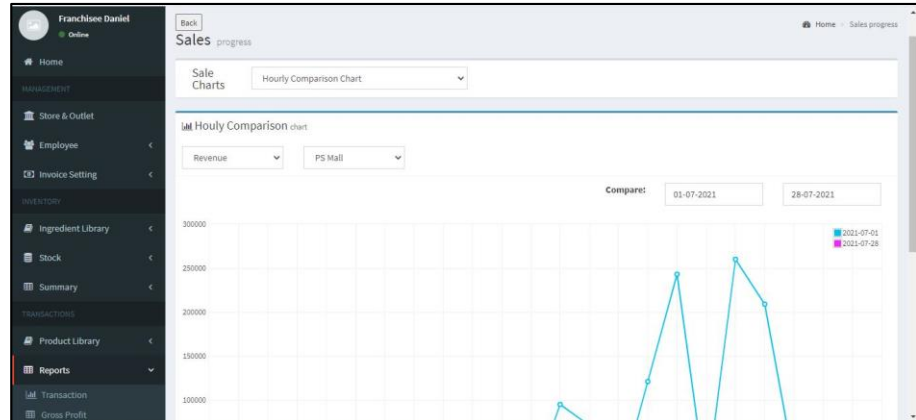 Franchisee Daniel
Online
Home
MANAGEMENT
Store & Outlet
Employee
Invoice Setting
INVENTORY
Ingredient Library
Stock
Summary
TRANSACTIONS
Product Library
Reports
Transaction
Gross Profit
Back
Home > Sales progress
Sales progress
Sale Charts
Hourly Comparison Chart
Houly Comparison chart
Revenue
PS Mall
Compare:
01-07-2021
28-07-2021
2021-07-01
2021-07-28
300000
250000
200000
150000
100000